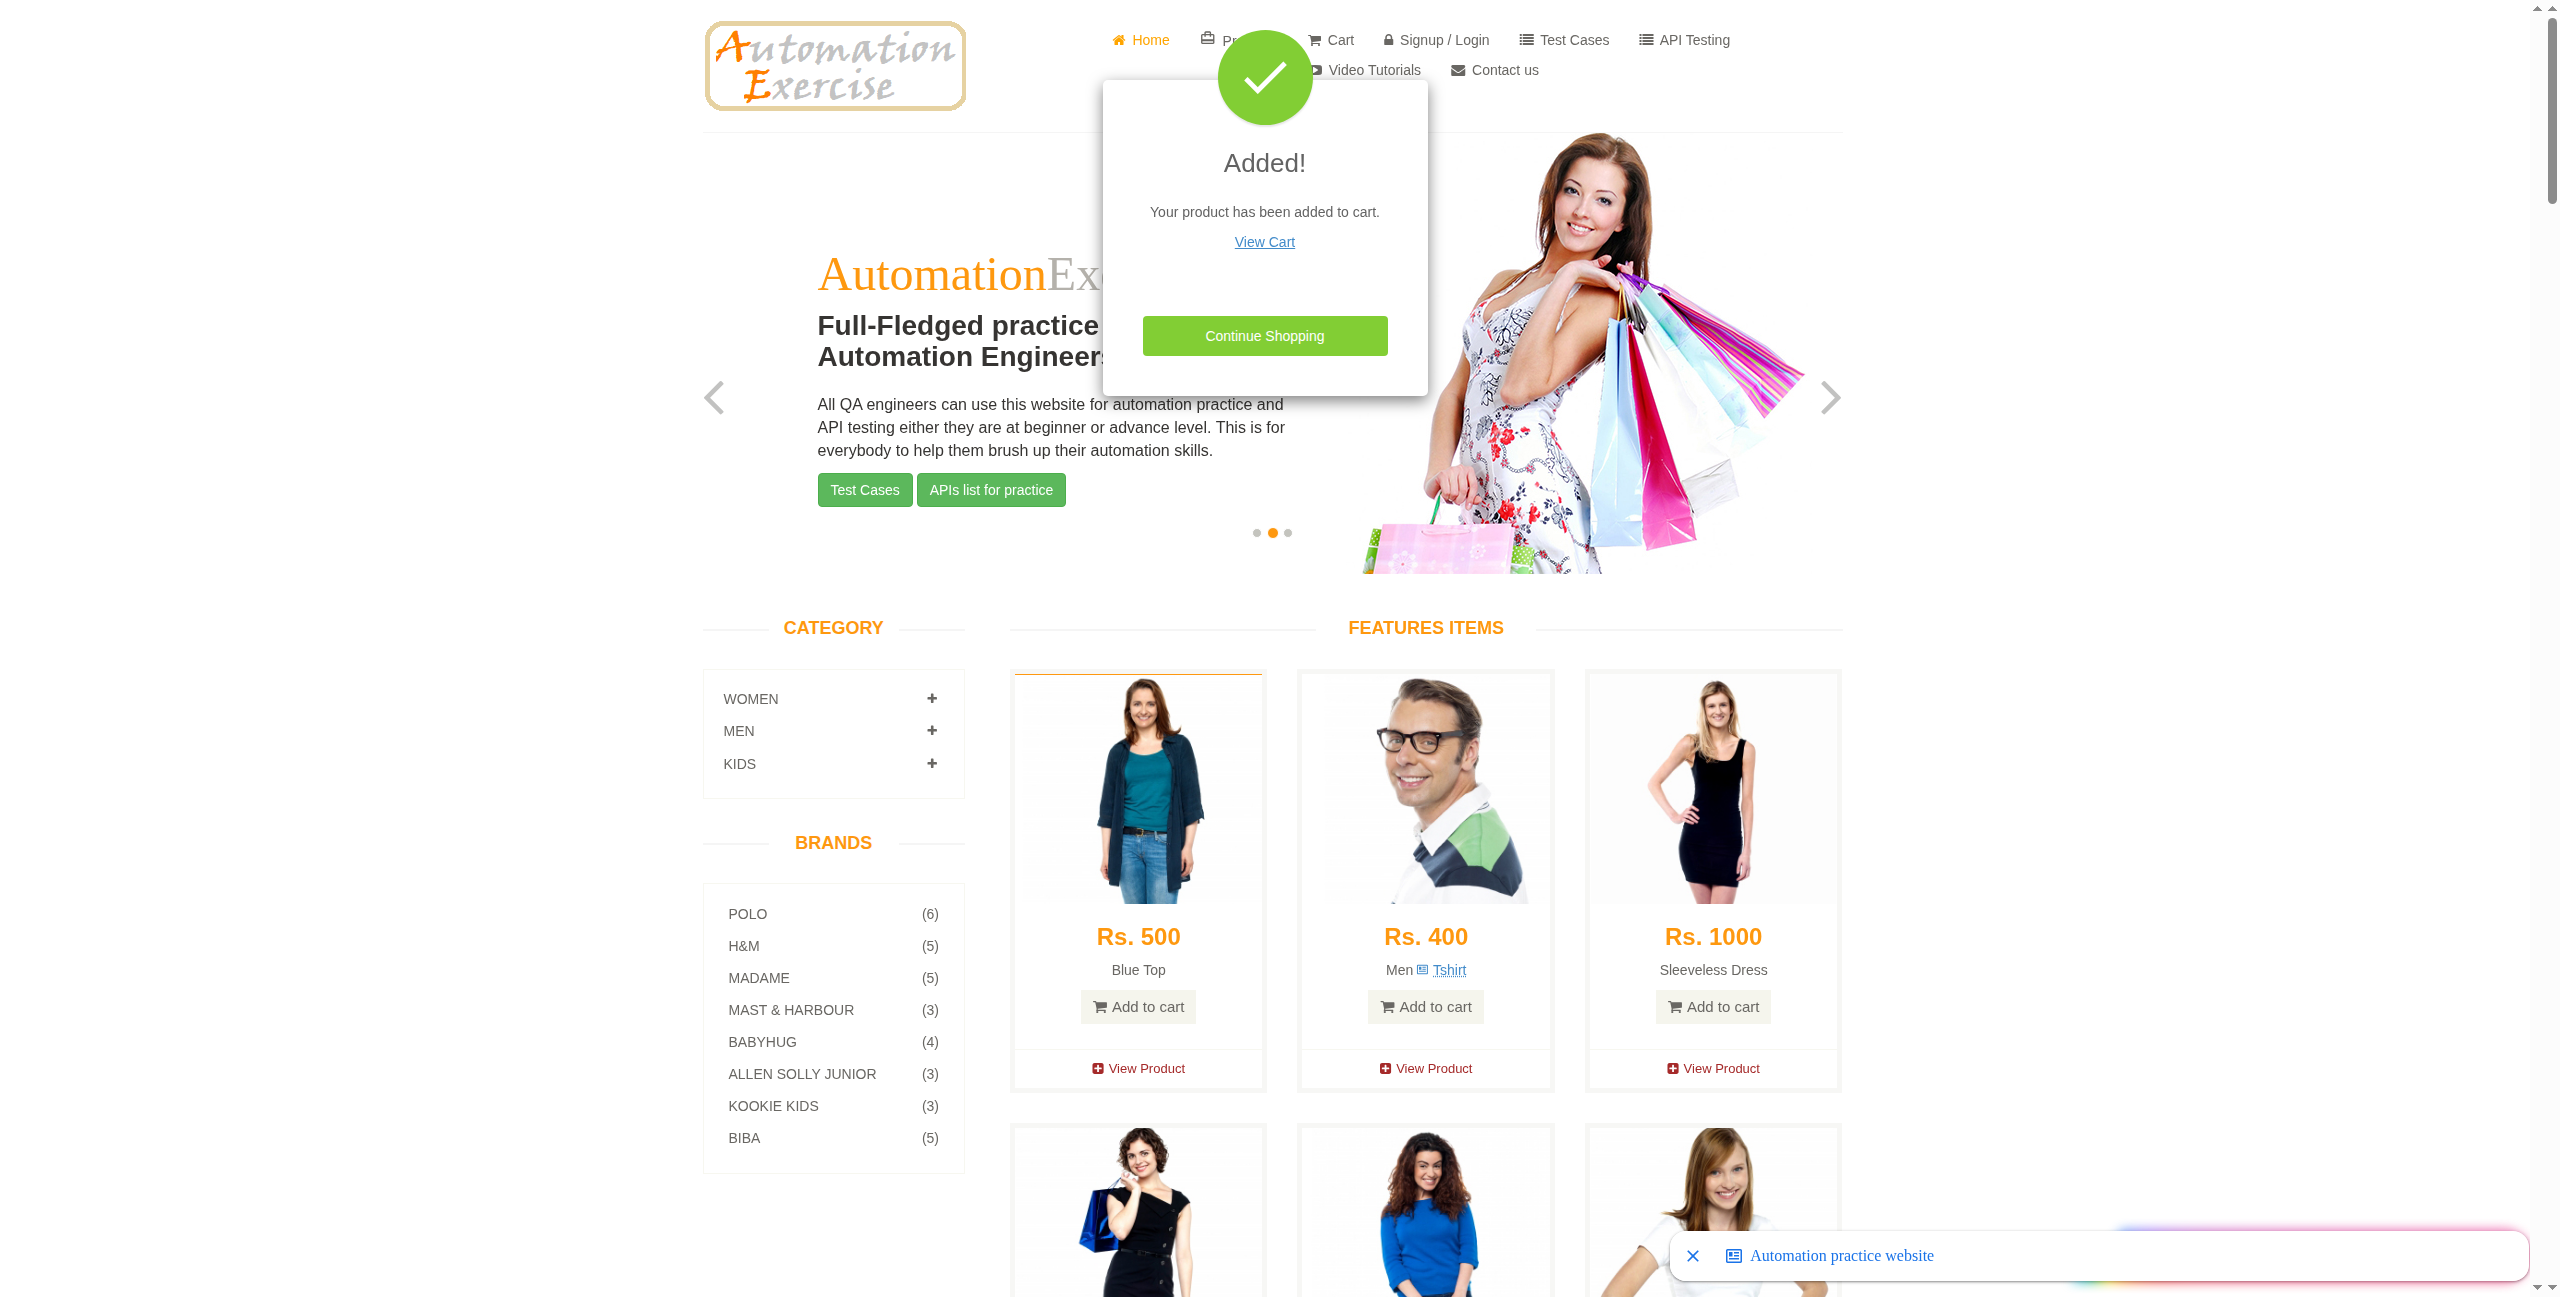 Automation
Exercise
Home
Cart
Signup / Login
Test Cases
API Testing
Video Tutorials
Contact us
Added!
Your product has been added to cart.
View Cart
Continue Shopping
Automation
Full-Fledged practice
Automation
All QA engineers can use this website for automation practice and
API testing either they are at beginner or advance level. This is for
everybody to help them brush up their automation skills.
Test Cases
APIs list for practice
CATEGORY
WOMEN
MEN
KIDS
BRANDS
POLO (6)
H&M (5)
MADAME (5)
MAST & HARBOUR (3)
BABYHUG (4)
ALLEN SOLLY JUNIOR (3)
KOOKIE KIDS (3)
BIBA (5)
FEATURES ITEMS
Rs. 500
Blue Top
Add to cart
View Product
Rs. 400
Men Tshirt
Add to cart
View Product
Rs. 1000
Sleeveless Dress
Add to cart
View Product
Automation practice website